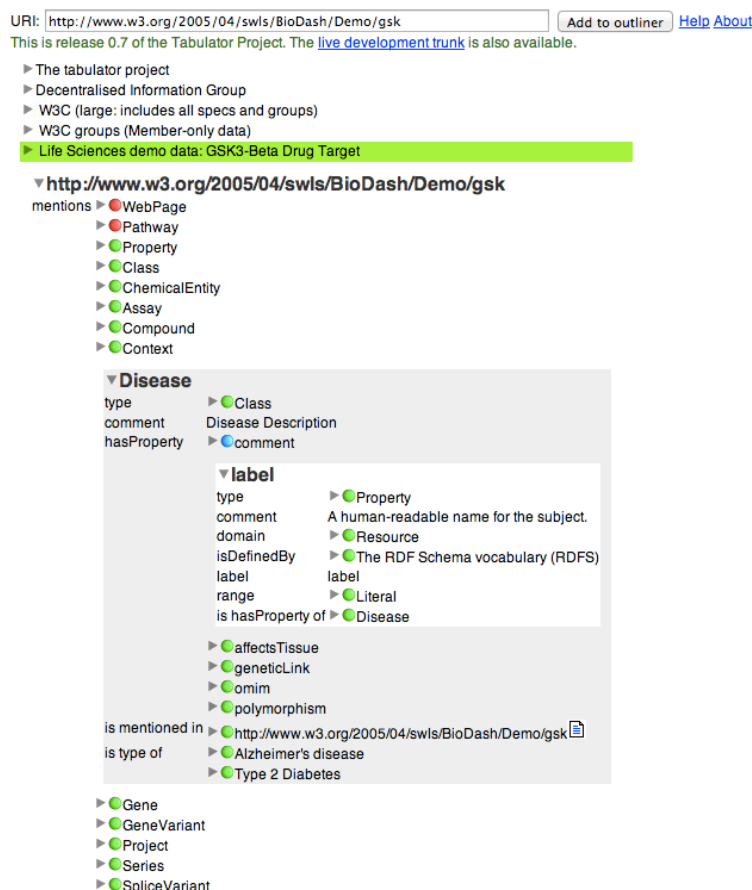 URI: http://www.w3.org/2005/04/swls/BioDash/Demo/gsk Add to outliner Help About
This is release 0.7 of the Tabulator Project. The live development trunk is also available.
The tabulator project
Decentralised Information Group
W3C (large: includes all specs and groups)
W3C groups (Member-only data)
Life Sciences demo data: GSK3-Beta Drug Target
http://www.w3.org/2005/04/swls/BioDash/Demo/gsk
mentions WebPage
Pathway
Property
Class
ChemicalEntity
Assay
Compound
Context
Disease
type Class
comment Disease Description
hasProperty comment
label
type Property
comment A human-readable name for the subject.
domain Resource
isDefinedBy The RDF Schema vocabulary (RDFS)
label label
range Literal
is hasProperty of Disease
affectsTissue
geneticLink
omim
polymorphism
is mentioned in http://www.w3.org/2005/04/swls/BioDash/Demo/gsk
is type of Alzheimer's disease
Type 2 Diabetes
Gene
GeneVariant
Project
Series
SpliceVariant